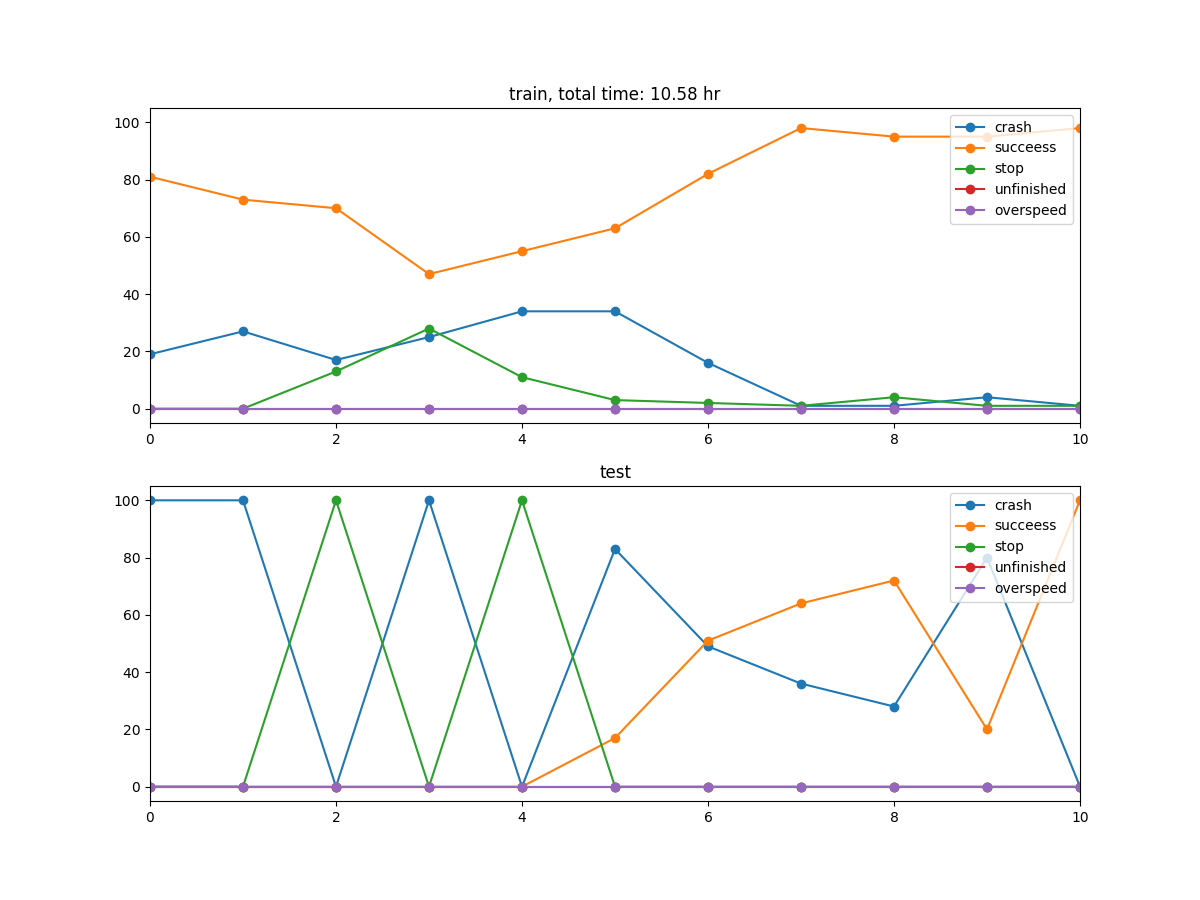 train, total time: 10.58 hr
100
80
60
40
20
0
crash
succeess
stop
unfinished
overspeed
0 2 4 6 8 10
test
100
80
60
40
20
0
crash
succeess
stop
unfinished
overspeed
0 2 4 6 8 10